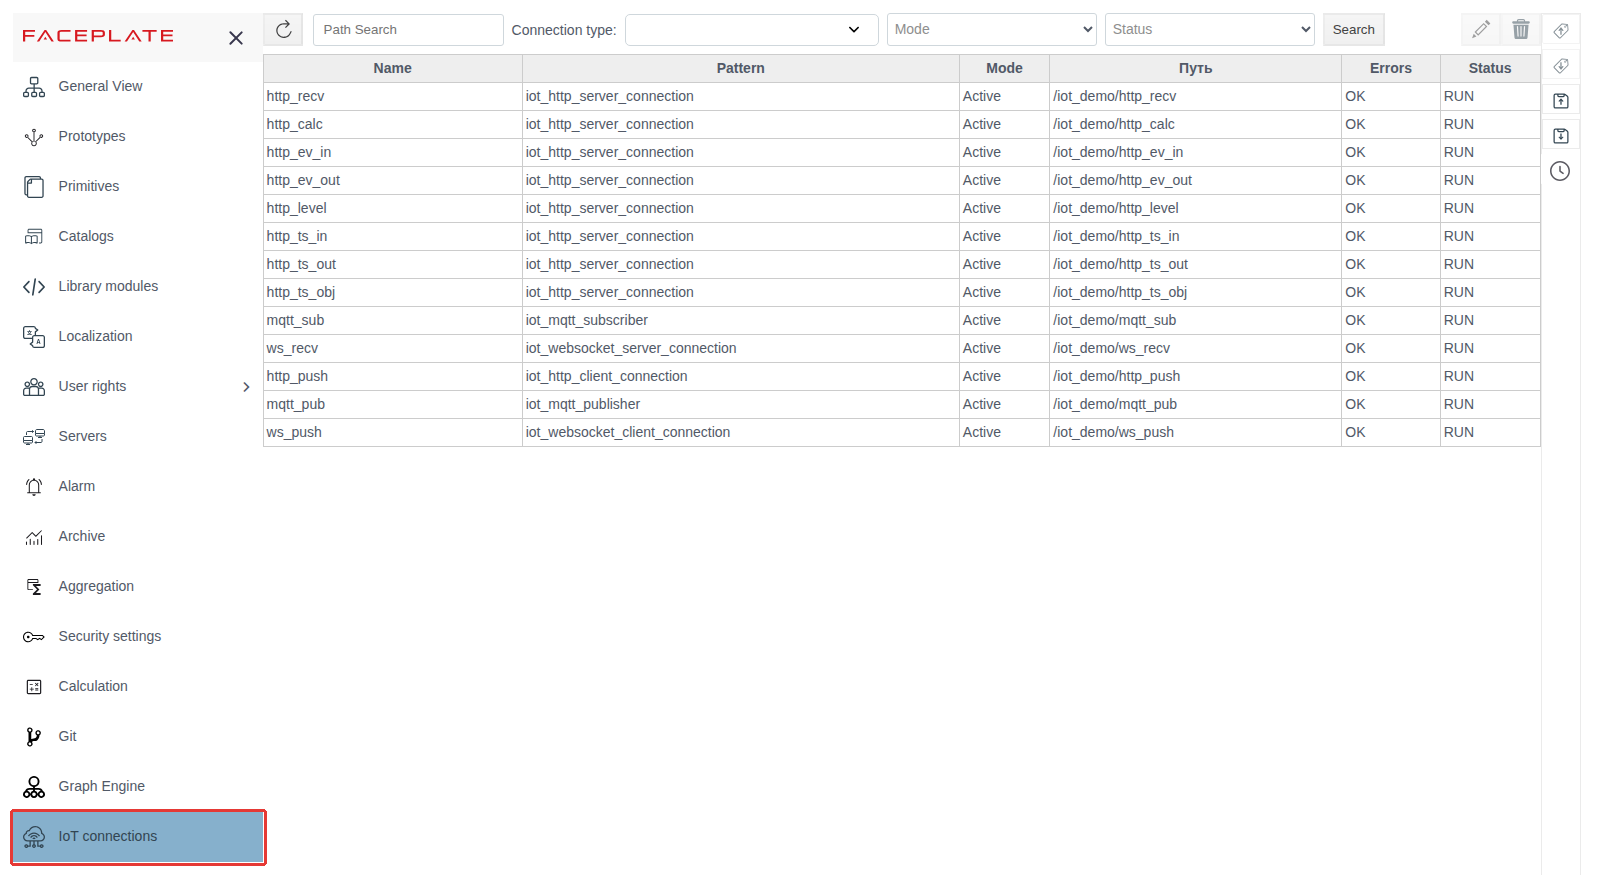 FACEPLATE
Path Search
Connection type:
Mode
Status
Search
General View
Prototypes
Primitives
Catalogs
Library modules
Localization
User rights
Servers
Alarm
Archive
Aggregation
Security settings
Calculation
Git
Graph Engine
IoT connections
Name Pattern Mode Путь Errors Status
http_recv iot_http_server_connection Active /iot_demo/http_recv OK RUN
http_calc iot_http_server_connection Active /iot_demo/http_calc OK RUN
http_ev_in iot_http_server_connection Active /iot_demo/http_ev_in OK RUN
http_ev_out iot_http_server_connection Active /iot_demo/http_ev_out OK RUN
http_level iot_http_server_connection Active /iot_demo/http_level OK RUN
http_ts_in iot_http_server_connection Active /iot_demo/http_ts_in OK RUN
http_ts_out iot_http_server_connection Active /iot_demo/http_ts_out OK RUN
http_ts_obj iot_http_server_connection Active /iot_demo/http_ts_obj OK RUN
mqtt_sub iot_mqtt_subscriber Active /iot_demo/mqtt_sub OK RUN
ws_recv iot_websocket_server_connection Active /iot_demo/ws_recv OK RUN
http_push iot_http_client_connection Active /iot_demo/http_push OK RUN
mqtt_pub iot_mqtt_publisher Active /iot_demo/mqtt_pub OK RUN
ws_push iot_websocket_client_connection Active /iot_demo/ws_push OK RUN